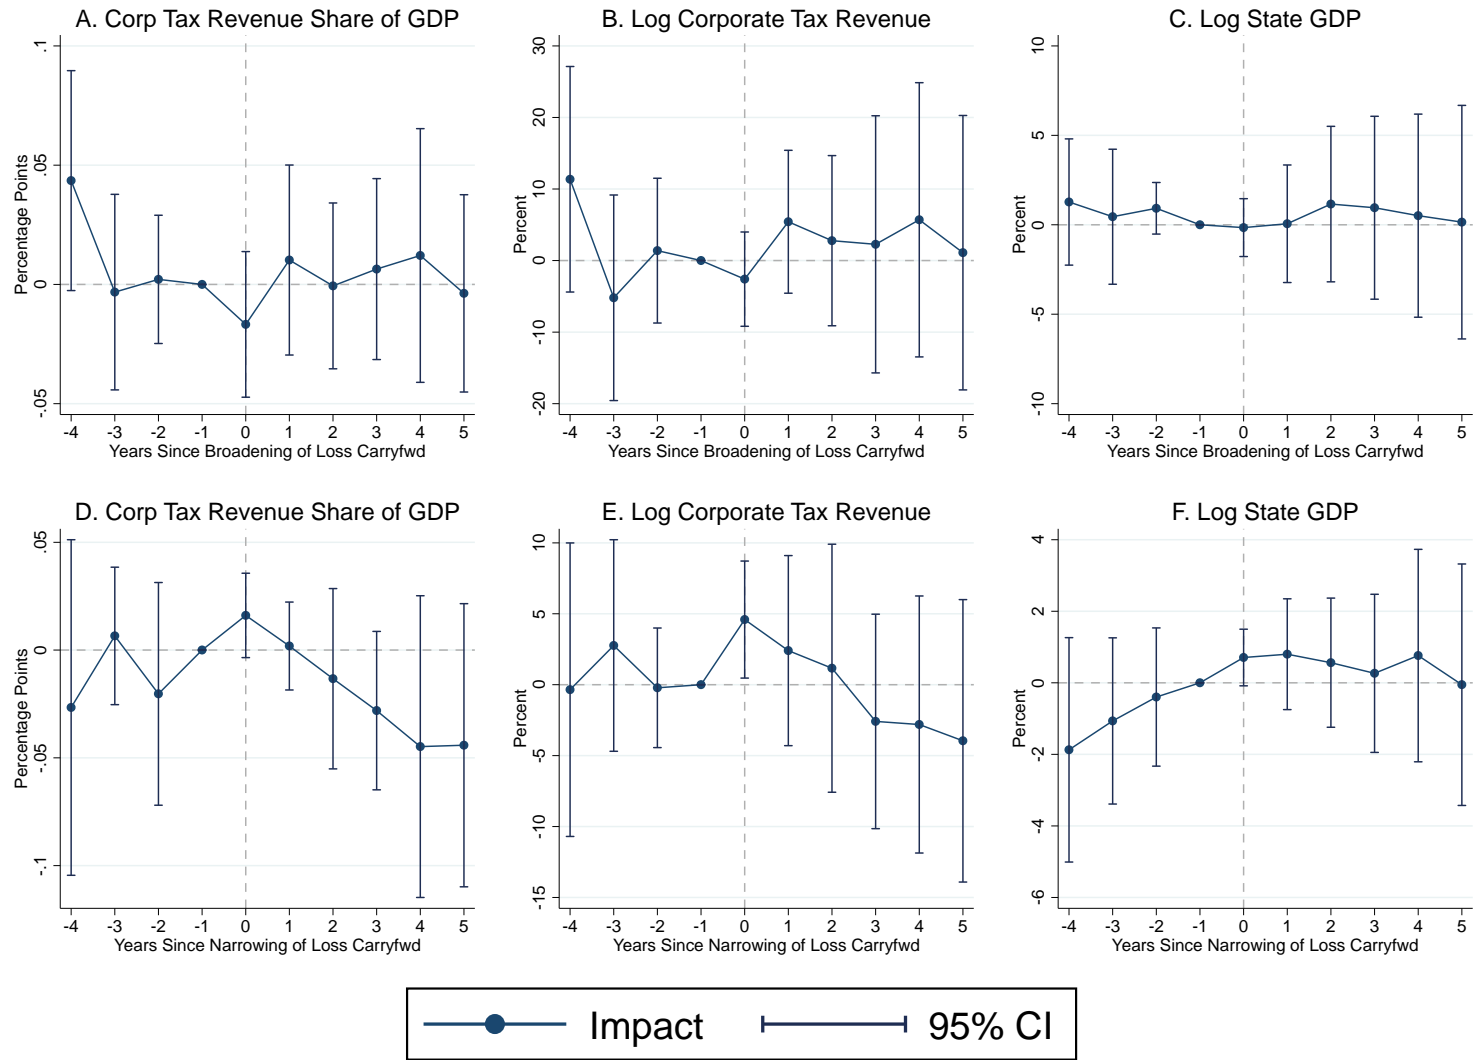 A. Corp Tax Revenue Share of GDP
Percentage Points
.1
.05
0
-.05
-4 -3 -2 -1 0 1 2 3 4 5
Years Since Broadening of Loss Carryfwd
B. Log Corporate Tax Revenue
Percent
30
20
10
0
-10
-20
-4 -3 -2 -1 0 1 2 3 4 5
Years Since Broadening of Loss Carryfwd
C. Log State GDP
Percent
10
5
0
-5
-10
-4 -3 -2 -1 0 1 2 3 4 5
Years Since Broadening of Loss Carryfwd
D. Corp Tax Revenue Share of GDP
Percentage Points
.05
0
-.05
-.1
-4 -3 -2 -1 0 1 2 3 4 5
Years Since Narrowing of Loss Carryfwd
E. Log Corporate Tax Revenue
Percent
10
5
0
-5
-10
-15
-4 -3 -2 -1 0 1 2 3 4 5
Years Since Narrowing of Loss Carryfwd
F. Log State GDP
Percent
4
2
0
-2
-4
-6
-4 -3 -2 -1 0 1 2 3 4 5
Years Since Narrowing of Loss Carryfwd
Impact 95% CI